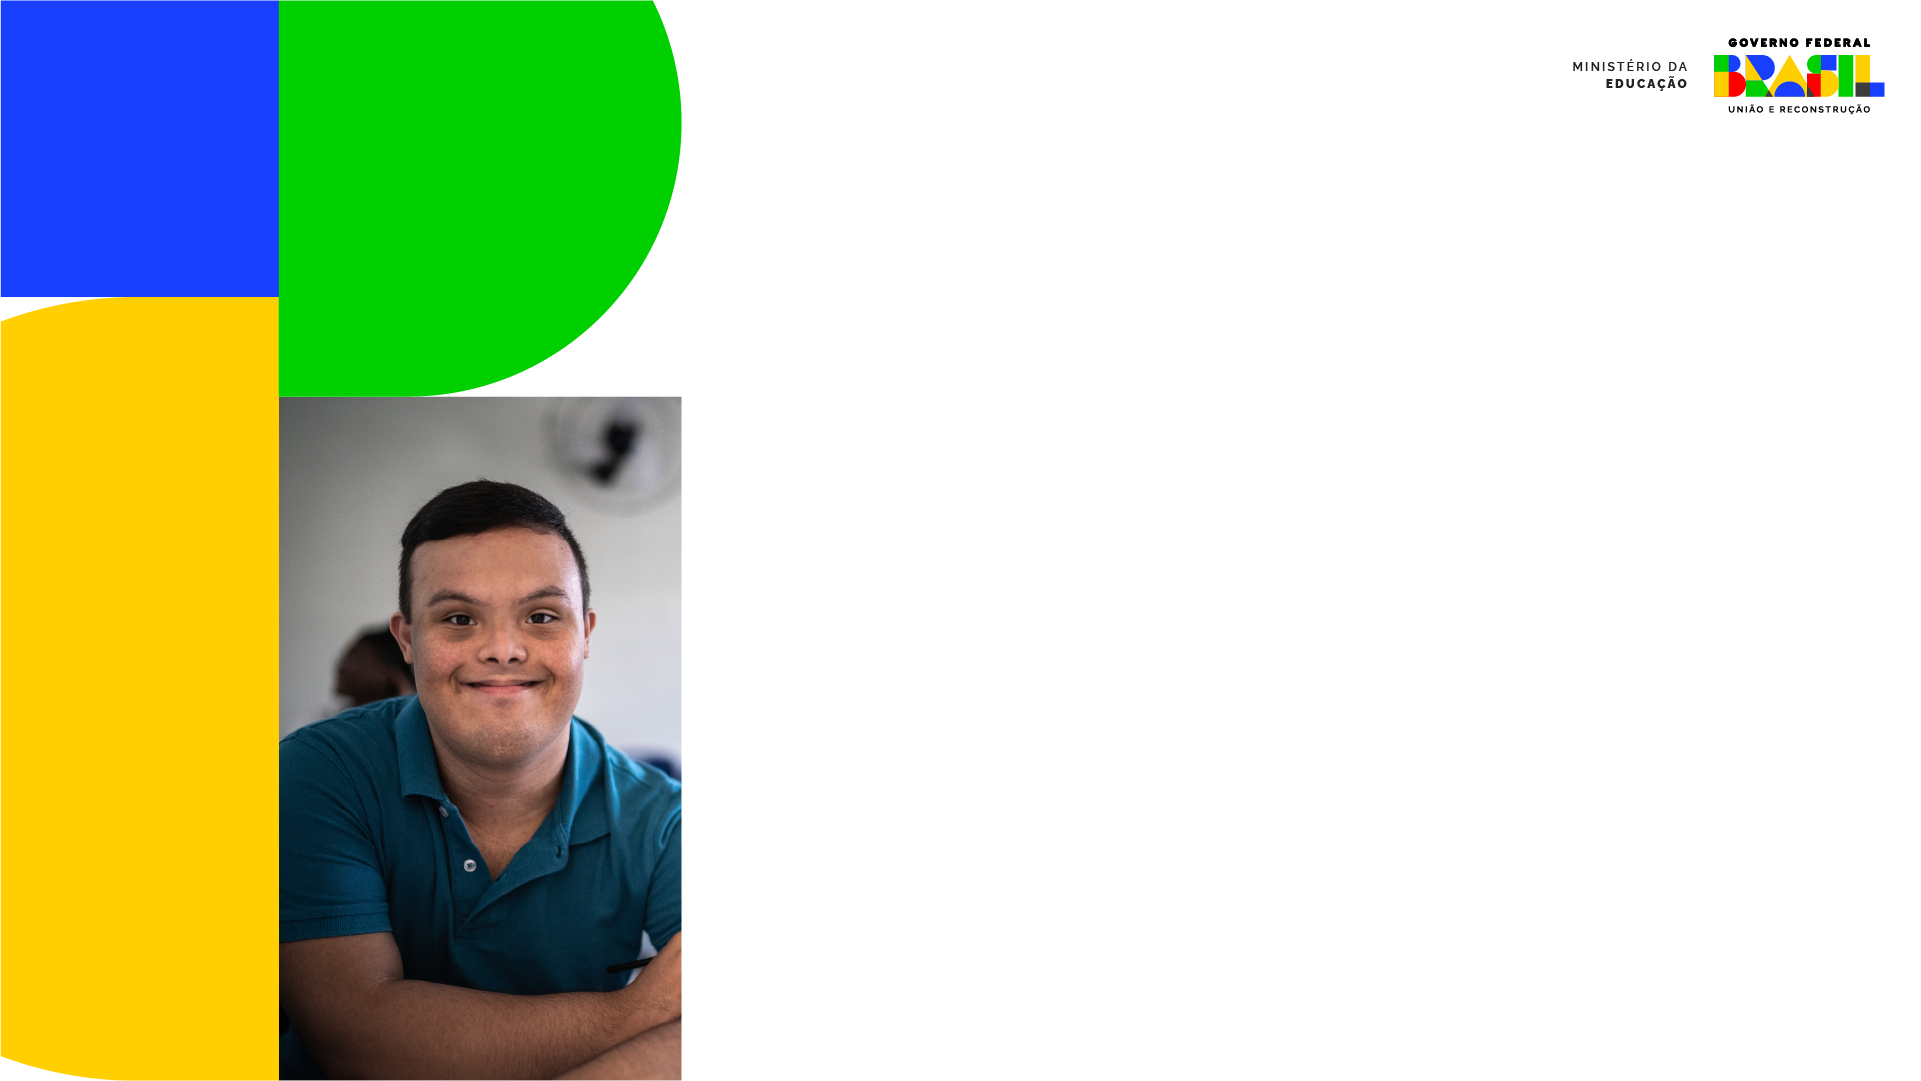 MINISTÉRIO DA
EDUCAÇÃO
GOVERNO FEDERAL
BRASIL
UNIÃO E RECONSTRUÇÃO